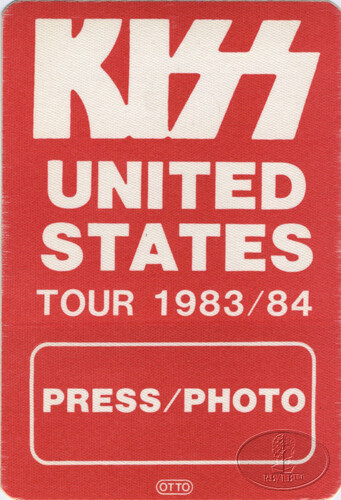 KISS
UNITED
STATES
TOUR 1983/84
PRESS/PHOTO
OTTO